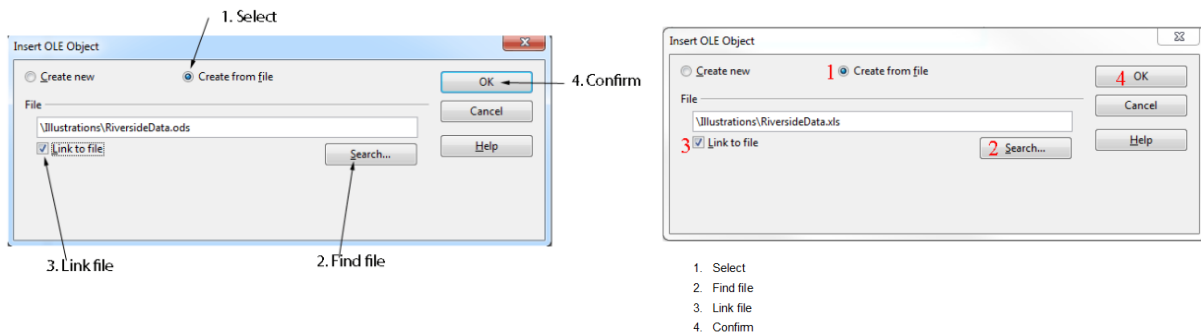 1. Select
Insert OLE Object
Create new
Create from file
OK
4. Confirm
File
Cancel
\Illustrations\RiversideData.ods
Link to file
Search...
Help
3. Link file
2. Find file
Insert OLE Object
Create new
1 Create from file
4 OK
File
Cancel
\Illustrations\RiversideData.xls
3 Link to file
2 Search...
Help
1. Select
2. Find file
3. Link file
4. Confirm